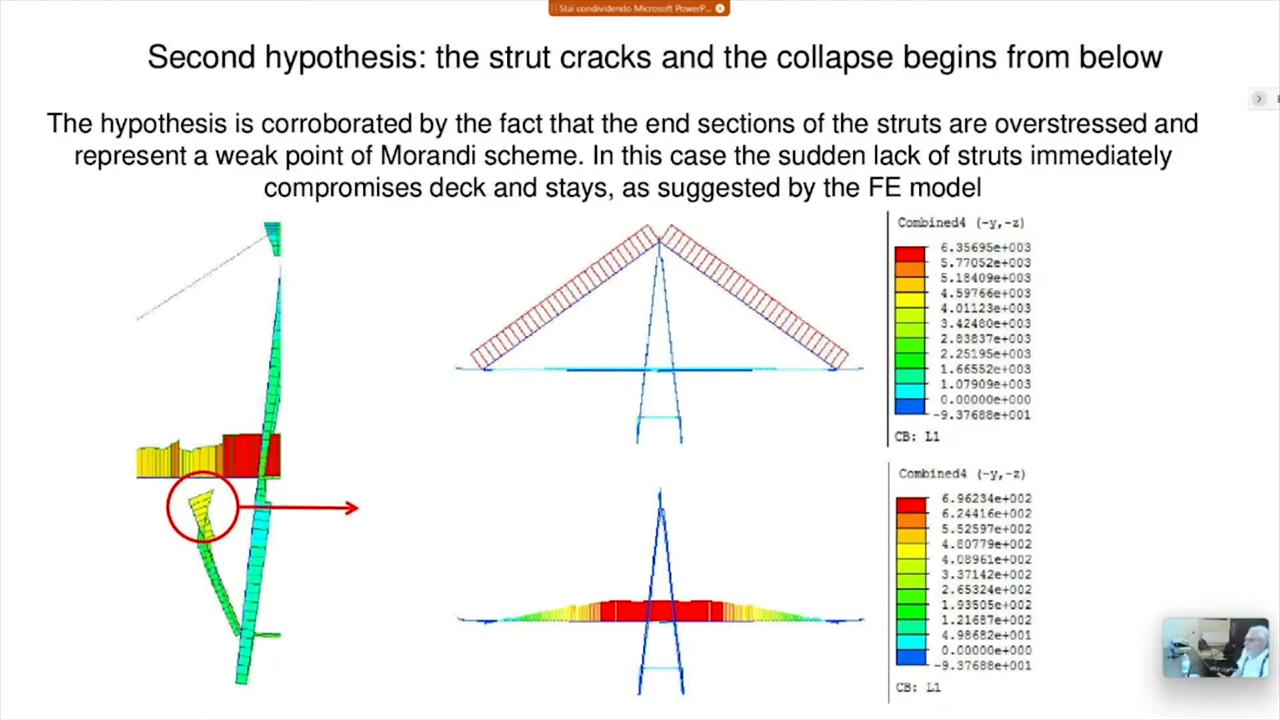 Stai condividendo Microsoft PowerP...
Second hypothesis: the strut cracks and the collapse begins from below
The hypothesis is corroborated by the fact that the end sections of the struts are overstressed and
represent a weak point of Morandi scheme. In this case the sudden lack of struts immediately
compromises deck and stays, as suggested by the FE model
Combined4 (-y,-z)
6.35695e+003
5.77052e+003
5.18409e+003
4.59766e+003
4.01123e+003
3.42480e+003
2.83837e+003
2.25195e+003
1.66552e+003
1.07909e+003
0.00000e+000
-9.37688e+001
CB: L1
Combined4 (-y,-z)
6.96234e+002
6.24416e+002
5.52597e+002
4.80779e+002
4.08961e+002
3.37142e+002
2.65324e+002
1.93505e+002
1.21687e+002
4.98682e+001
0.00000e+000
-9.37688e+001
CB: L1